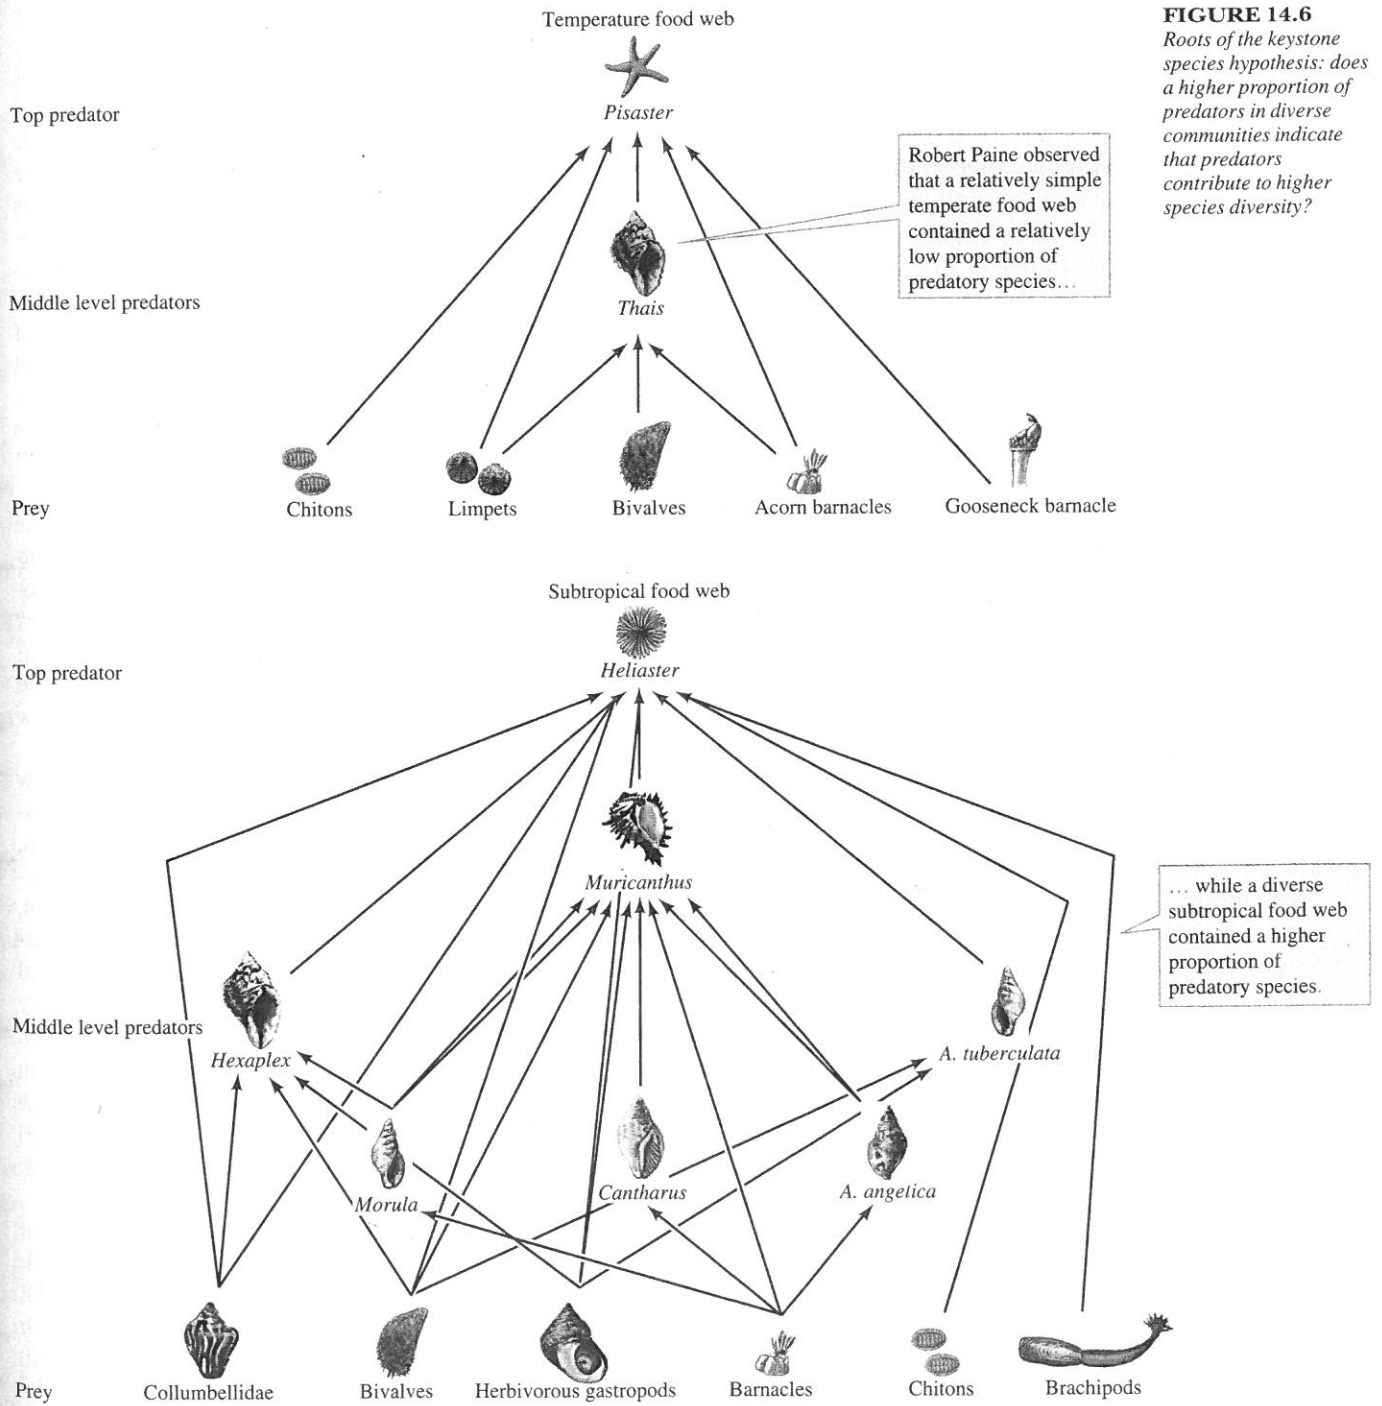 Temperature food web
Top predator
Pisaster
FIGURE 14.6
Roots of the keystone
species hypothesis: does
a higher proportion of
predators in diverse
communities indicate
that predators
contribute to higher
species diversity?
Robert Paine observed
that a relatively simple
temperate food web
contained a relatively
low proportion of
predatory species…
Middle level predators
Thais
Prey
Chitons
Limpets
Bivalves
Acorn barnacles
Gooseneck barnacle
Subtropical food web
Top predator
Heliaster
Muricanthus
… while a diverse
subtropical food web
contained a higher
proportion of
predatory species.
Middle level predators
Hexaplex
A. tuberculata
Morula
Cantharus
A. angelica
Prey
Collumbellidae
Bivalves
Herbivorous gastropods
Barnacles
Chitons
Brachipods